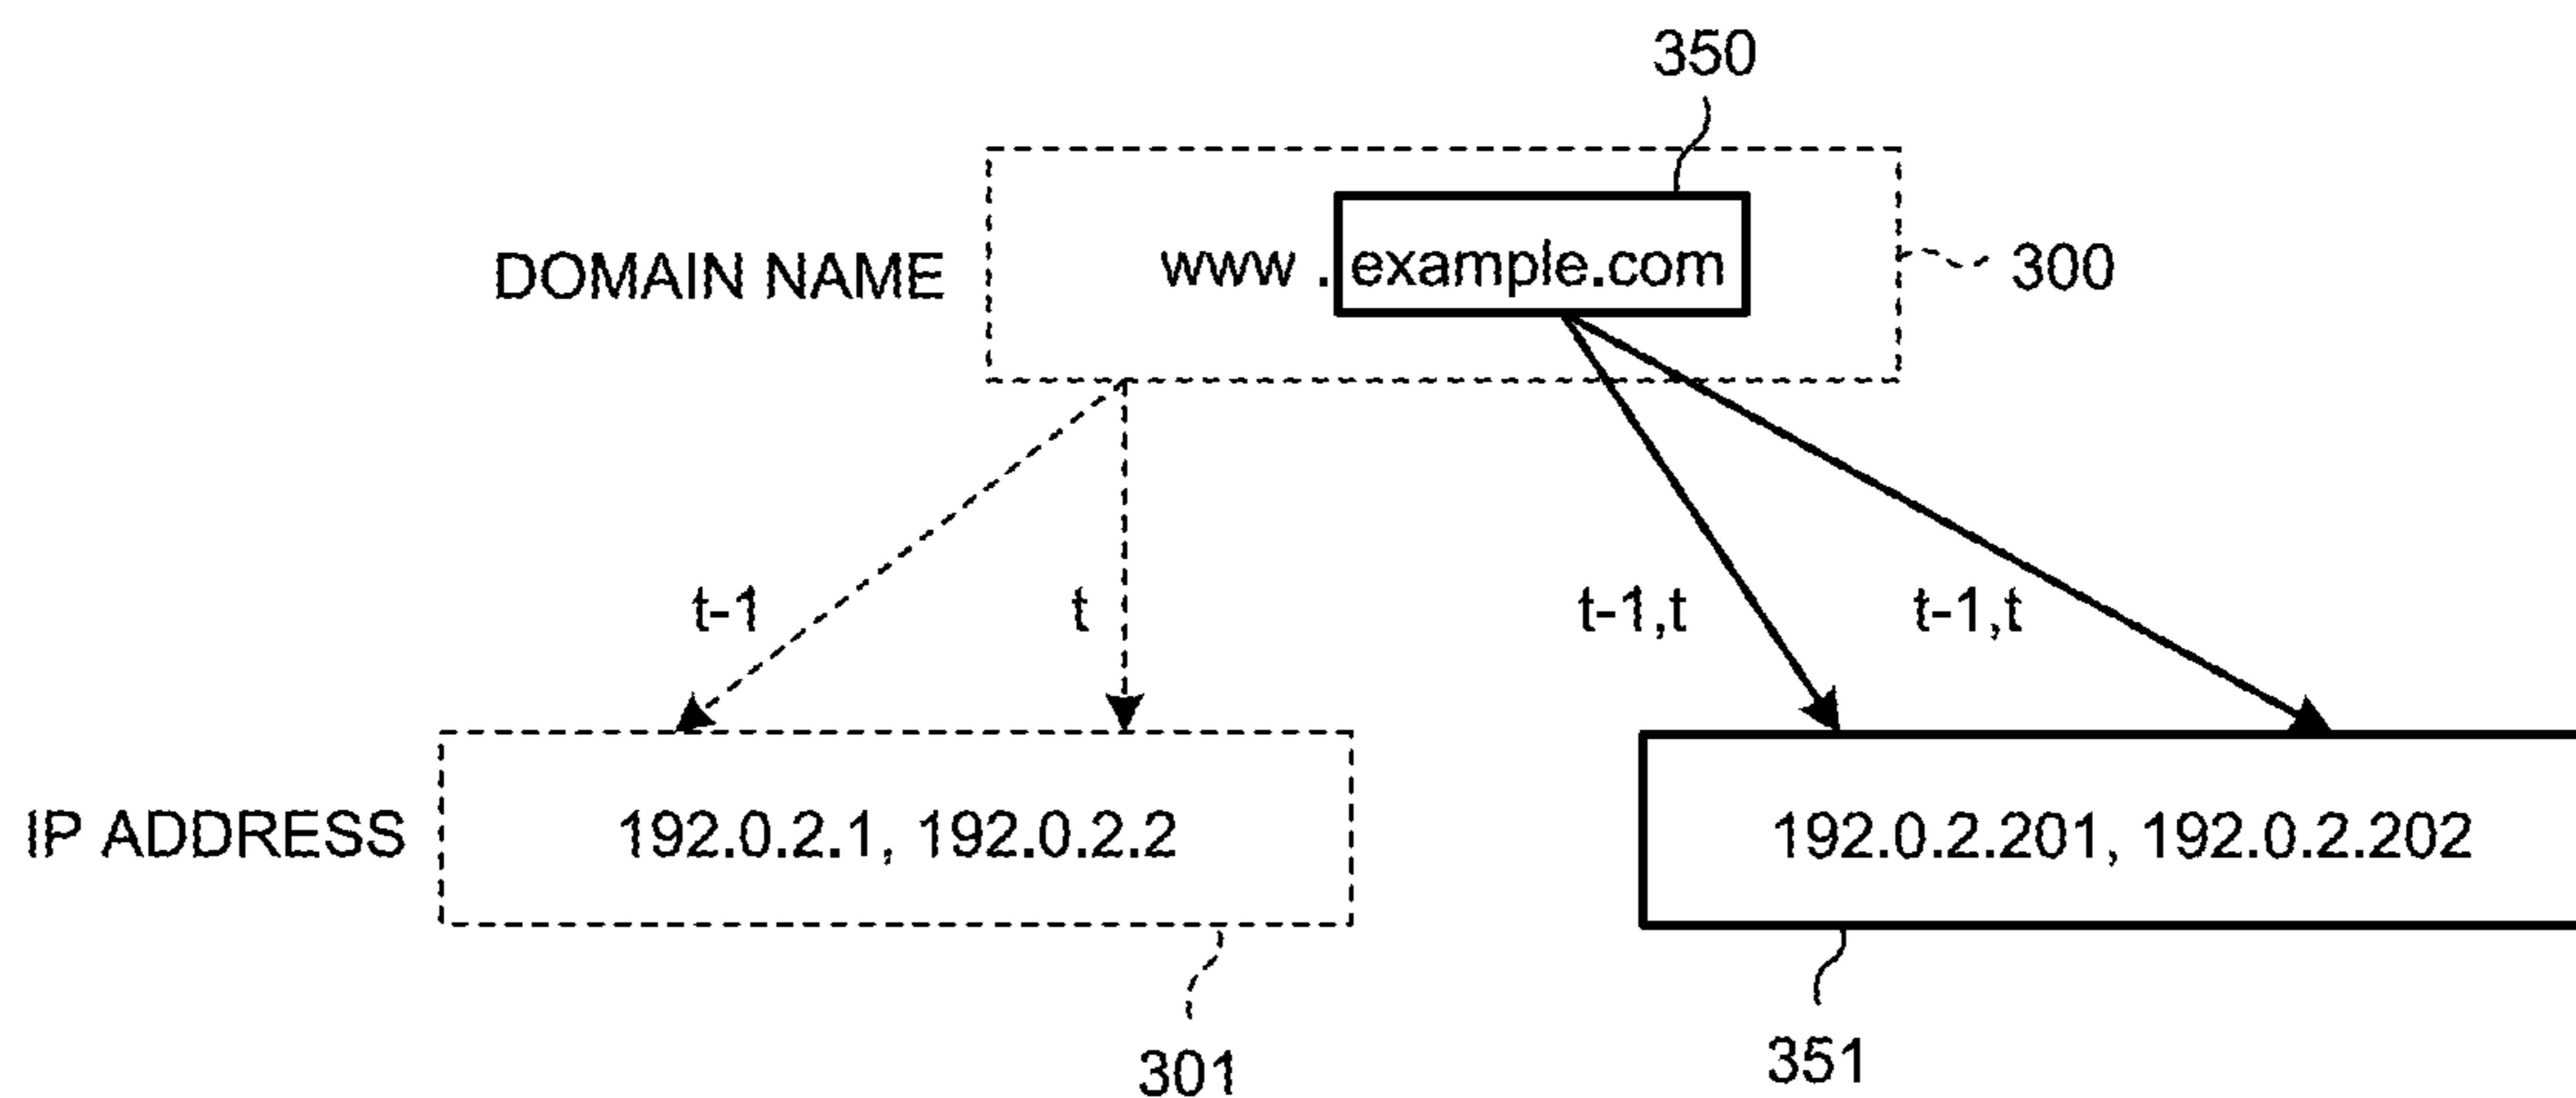 350
DOMAIN NAME www . example.com 300
t-1 t t-1,t t-1,t
IP ADDRESS 192.0.2.1, 192.0.2.2 192.0.2.201, 192.0.2.202
301 351